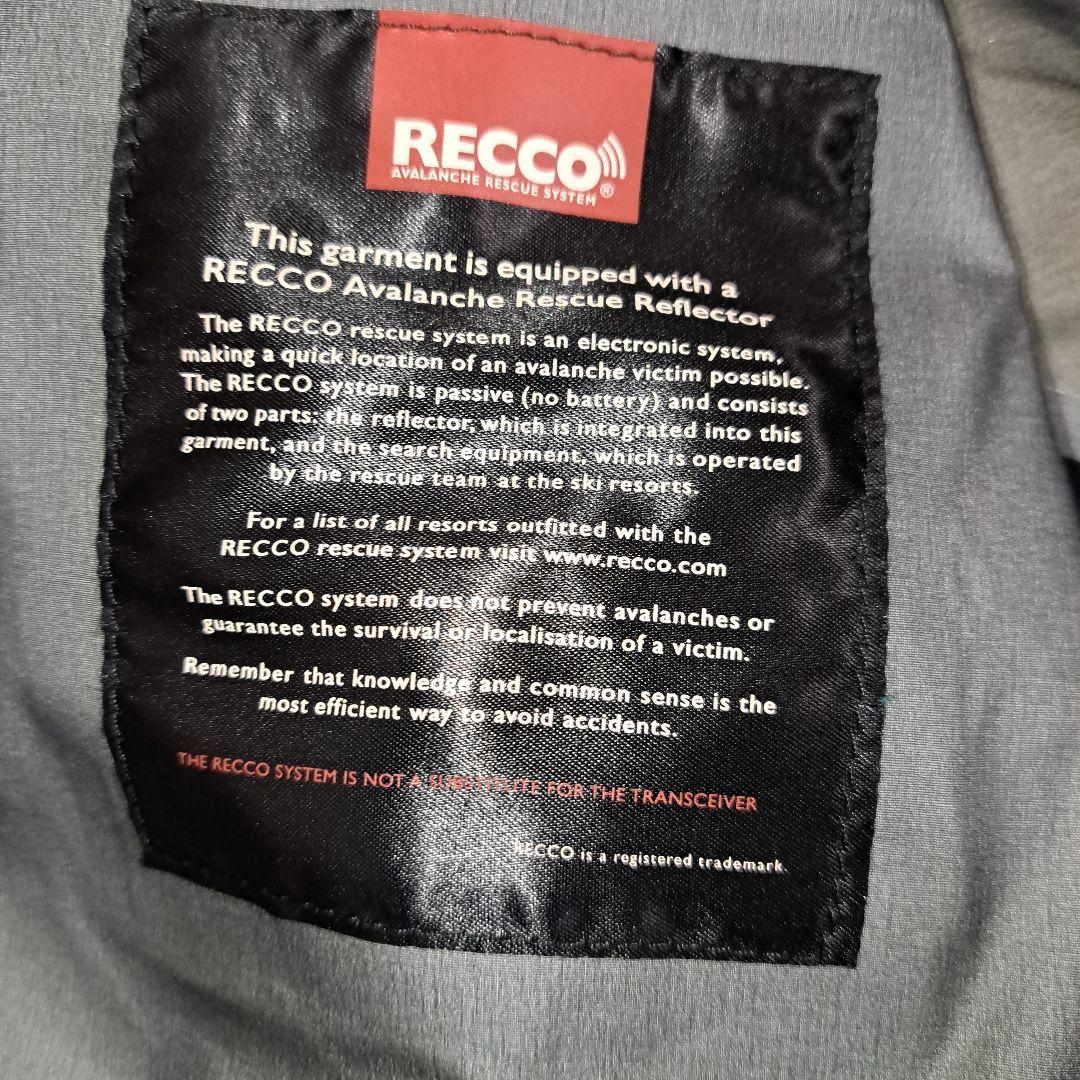 RECCO
AVALANCHE RESCUE SYSTEM ®
This garment is equipped with a
RECCO Avalanche Rescue Reflector
The RECCO rescue system is an electronic system,
making a quick location of an avalanche victim possible.
The RECCO system is passive (no battery) and consists
of two parts: the reflector, which is integrated into this
garment, and the search equipment, which is operated
by the rescue team at the ski resorts.
For a list of all resorts outfitted with the
RECCO rescue system visit www.recco.com
The RECCO system does not prevent avalanches or
guarantee the survival or localisation of a victim.
Remember that knowledge and common sense is the
most efficient way to avoid accidents.
THE RECCO SYSTEM IS NOT A SUBSTITUTE FOR THE TRANSCEIVER
RECCO is a registered trademark.